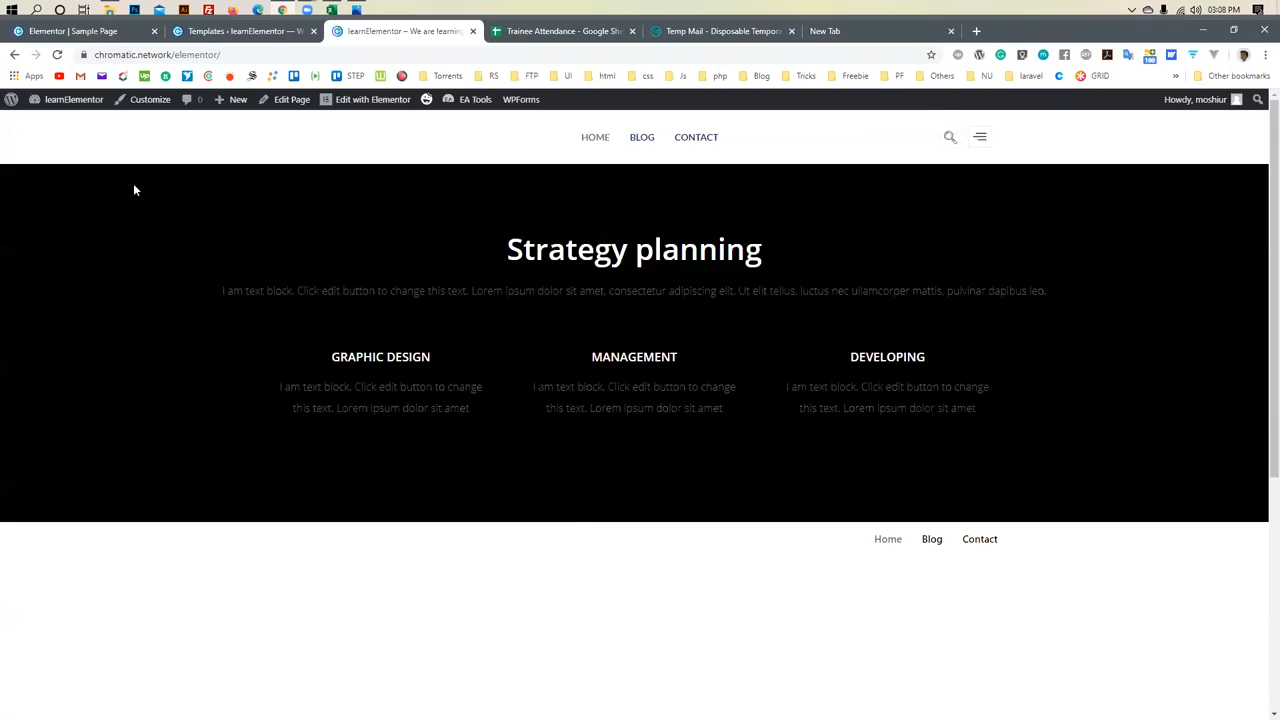 03:08 PM
Elementor | Sample Page
Templates ‹ learnElementor — W
learnElementor – We are learning
Trainee Attendance - Google She
Temp Mail - Disposable Tempora
New Tab
chromatic.network/elementor/
100
Apps
STEP
Torrents
RS
FTP
UI
html
css
Js
php
Blog
Tricks
Freebie
PF
Others
NU
laravel
GRID
»
Other bookmarks
learnElementor
Customize
0
New
Edit Page
Edit with Elementor
EA Tools
WPForms
Howdy, moshiur
HOME
BLOG
CONTACT
Strategy planning
I am text block. Click edit button to change this text. Lorem ipsum dolor sit amet, consectetur adipiscing elit. Ut elit tellus, luctus nec ullamcorper mattis, pulvinar dapibus leo.
GRAPHIC DESIGN
I am text block. Click edit button to change
this text. Lorem ipsum dolor sit amet
MANAGEMENT
I am text block. Click edit button to change
this text. Lorem ipsum dolor sit amet
DEVELOPING
I am text block. Click edit button to change
this text. Lorem ipsum dolor sit amet
Home
Blog
Contact